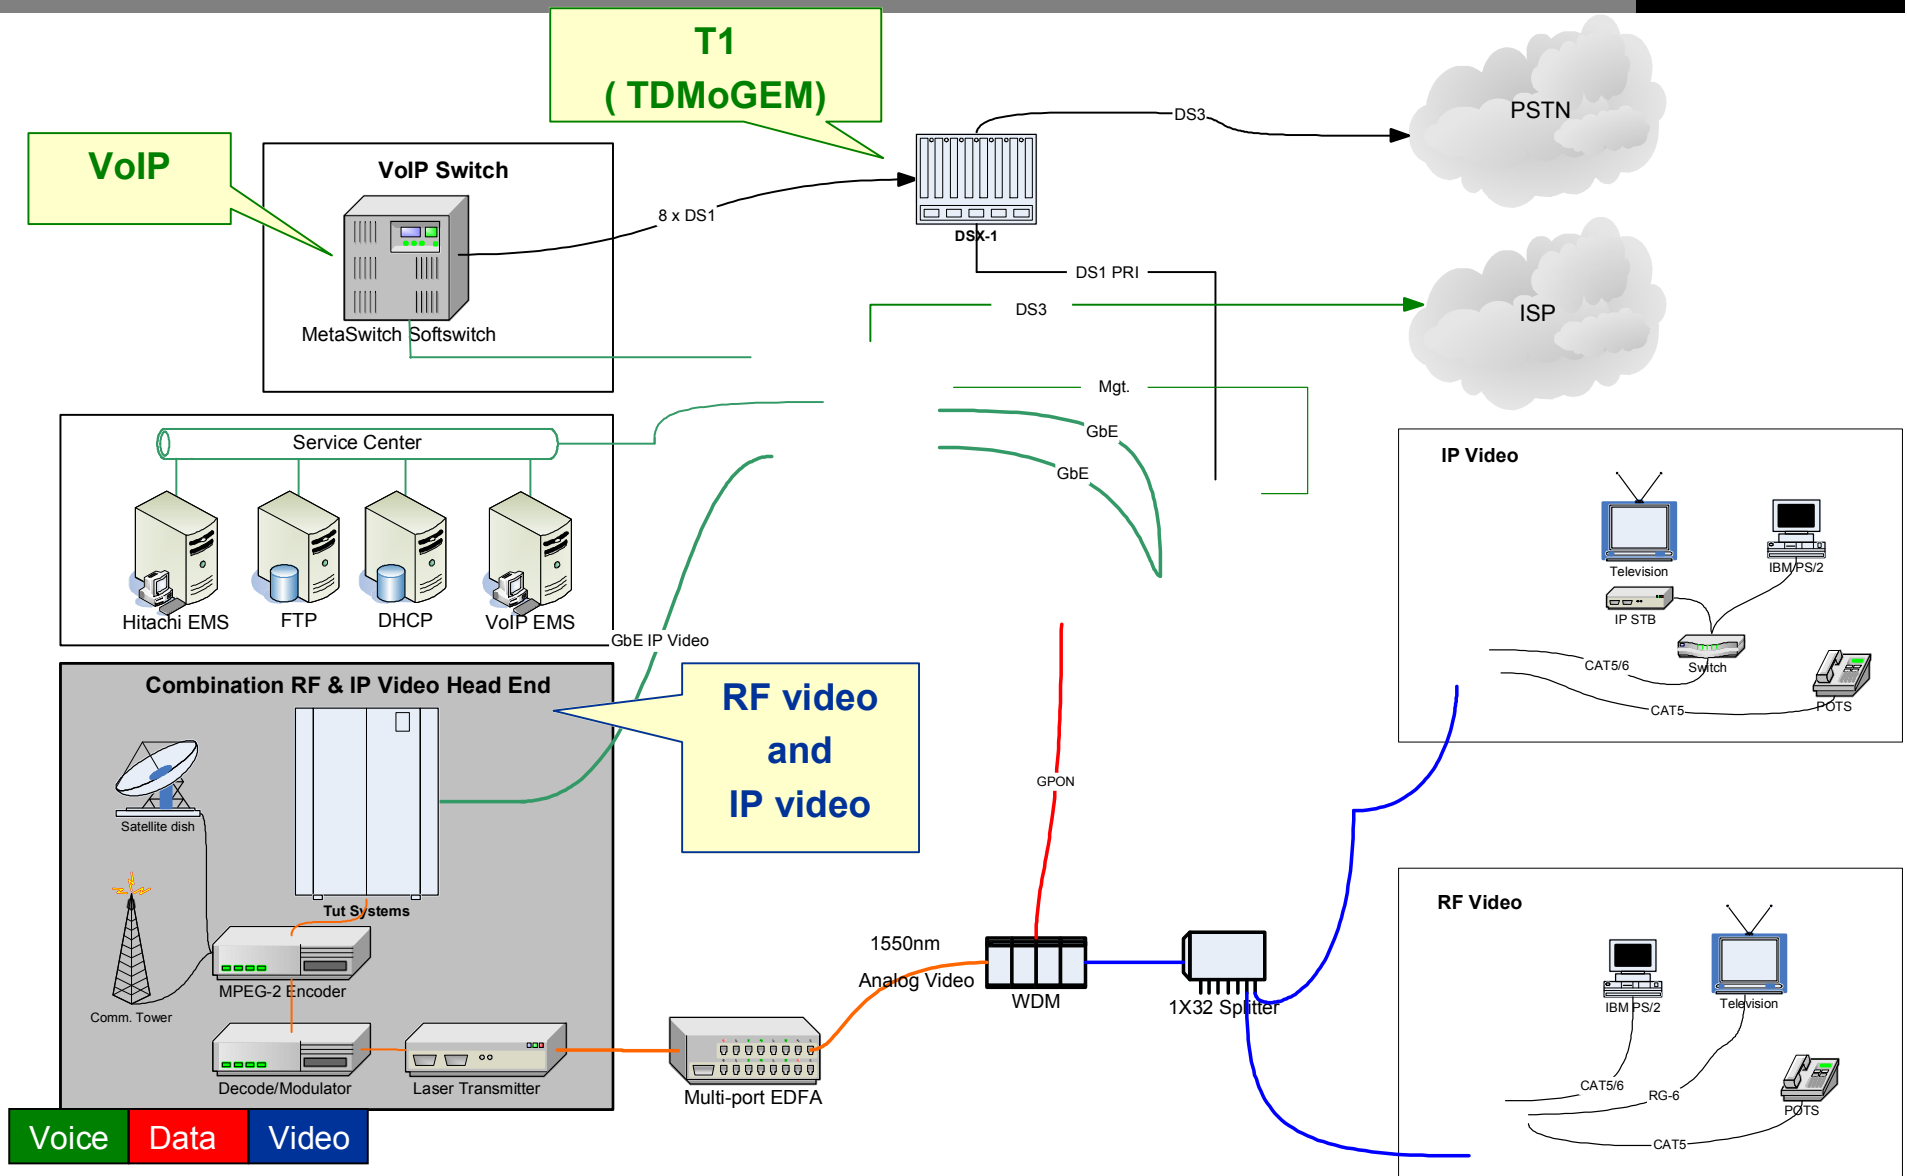 T1
( TDMoGEM)
VoIP
VoIP Switch
MetaSwitch Softswitch
8 x DS1
DSX-1
DS3
PSTN
DS1 PRI
DS3
ISP
Mgt.
GbE
GbE
Service Center
Hitachi EMS
FTP
DHCP
VoIP EMS
GbE IP Video
Combination RF & IP Video Head End
RF video
and
IP video
Satellite dish
Tut Systems
Comm. Tower
MPEG-2 Encoder
Decode/Modulator
Laser Transmitter
Multi-port EDFA
1550nm
Analog Video
GPON
WDM
1X32 Splitter
IP Video
Television
IBM PS/2
IP STB
Switch
CAT5/6
CAT5
POTS
RF Video
IBM PS/2
Television
CAT5/6
RG-6
POTS
CAT5
Voice
Data
Video